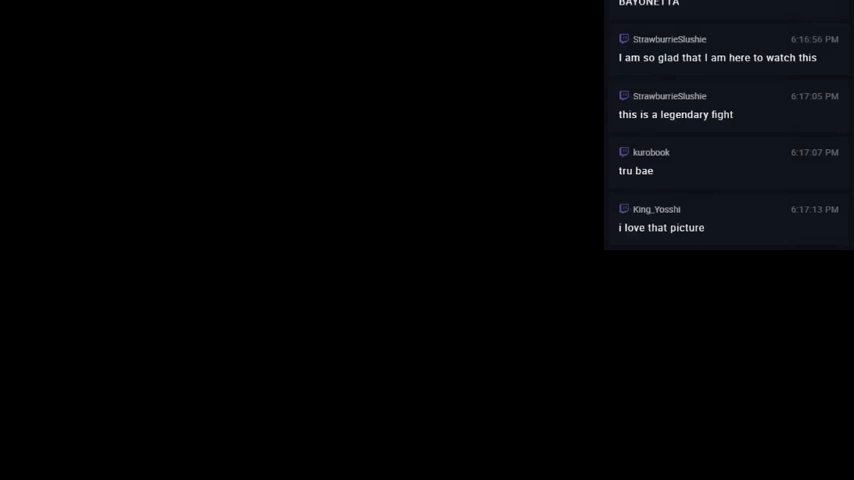 BAYONETTA
StrawburrieSlushie 6:16:56 PM
I am so glad that I am here to watch this
StrawburrieSlushie 6:17:05 PM
this is a legendary fight
kurobook 6:17:07 PM
tru bae
King_Yosshi 6:17:13 PM
i love that picture